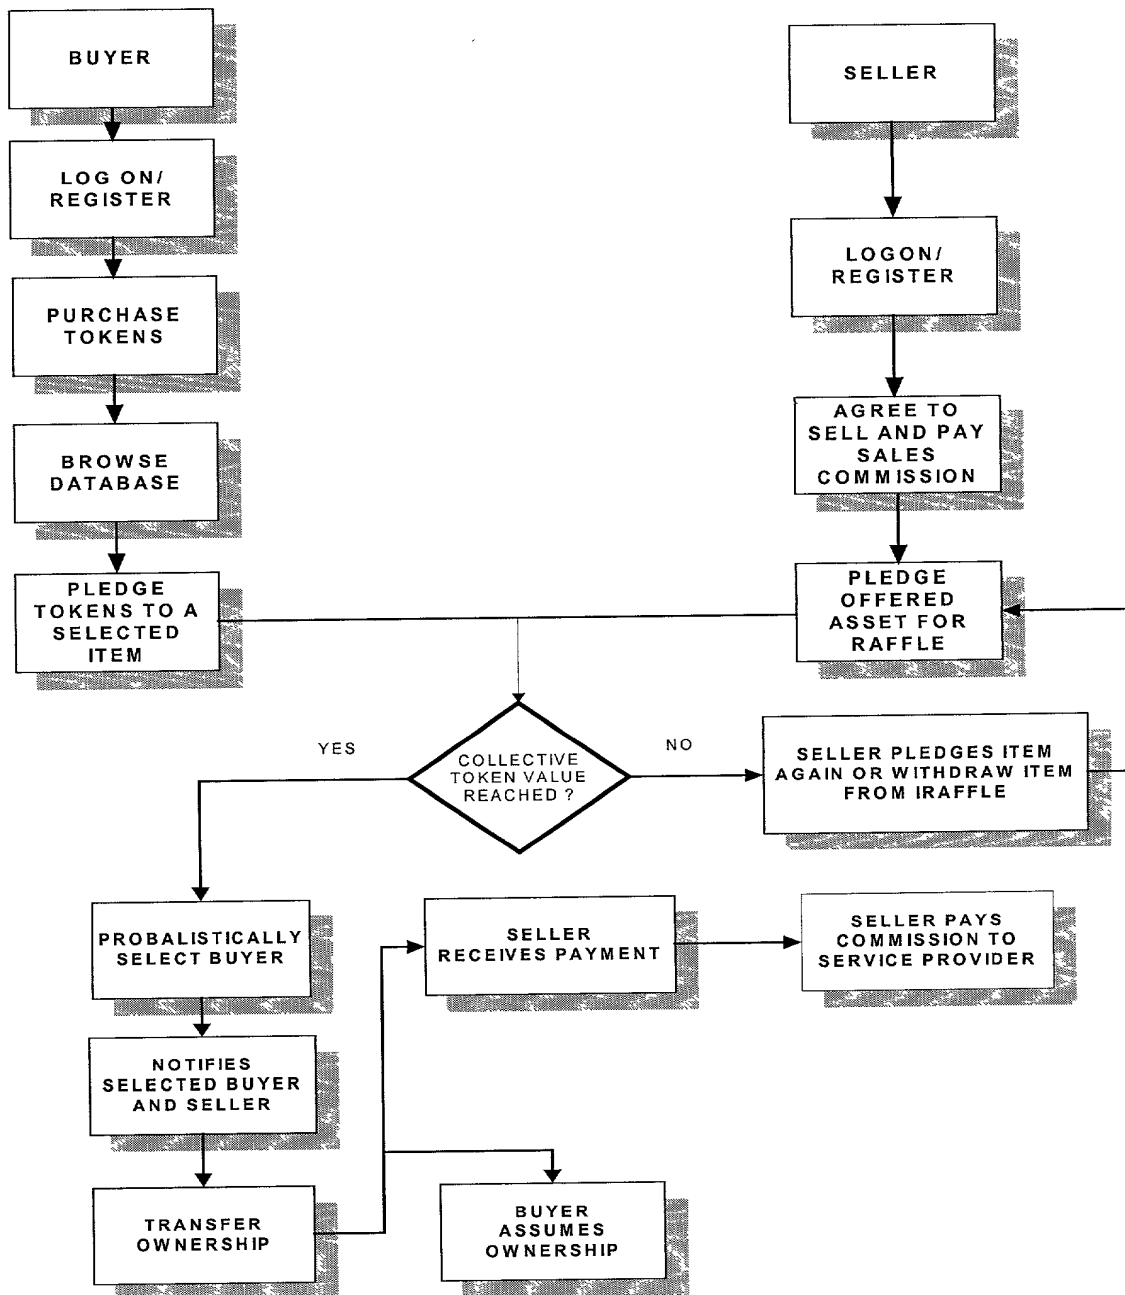 BUYER
LOG ON/
REGISTER
PURCHASE
TOKENS
BROWSE
DATABASE
PLEDGE
TOKENS TO A
SELECTED
ITEM
SELLER
LOGON/
REGISTER
AGREE TO
SELL AND PAY
SALES
COMMISSION
PLEDGE
OFFERED
ASSET FOR
RAFFLE
YES
COLLECTIVE
TOKEN VALUE
REACHED ?
NO
SELLER PLEDGES ITEM
AGAIN OR WITHDRAW ITEM
FROM IRAFFLE
PROBALISTICALLY
SELECT BUYER
SELLER
RECEIVES PAYMENT
SELLER PAYS
COMMISSION TO
SERVICE PROVIDER
NOTIFIES
SELECTED BUYER
AND SELLER
TRANSFER
OWNERSHIP
BUYER
ASSUMES
OWNERSHIP